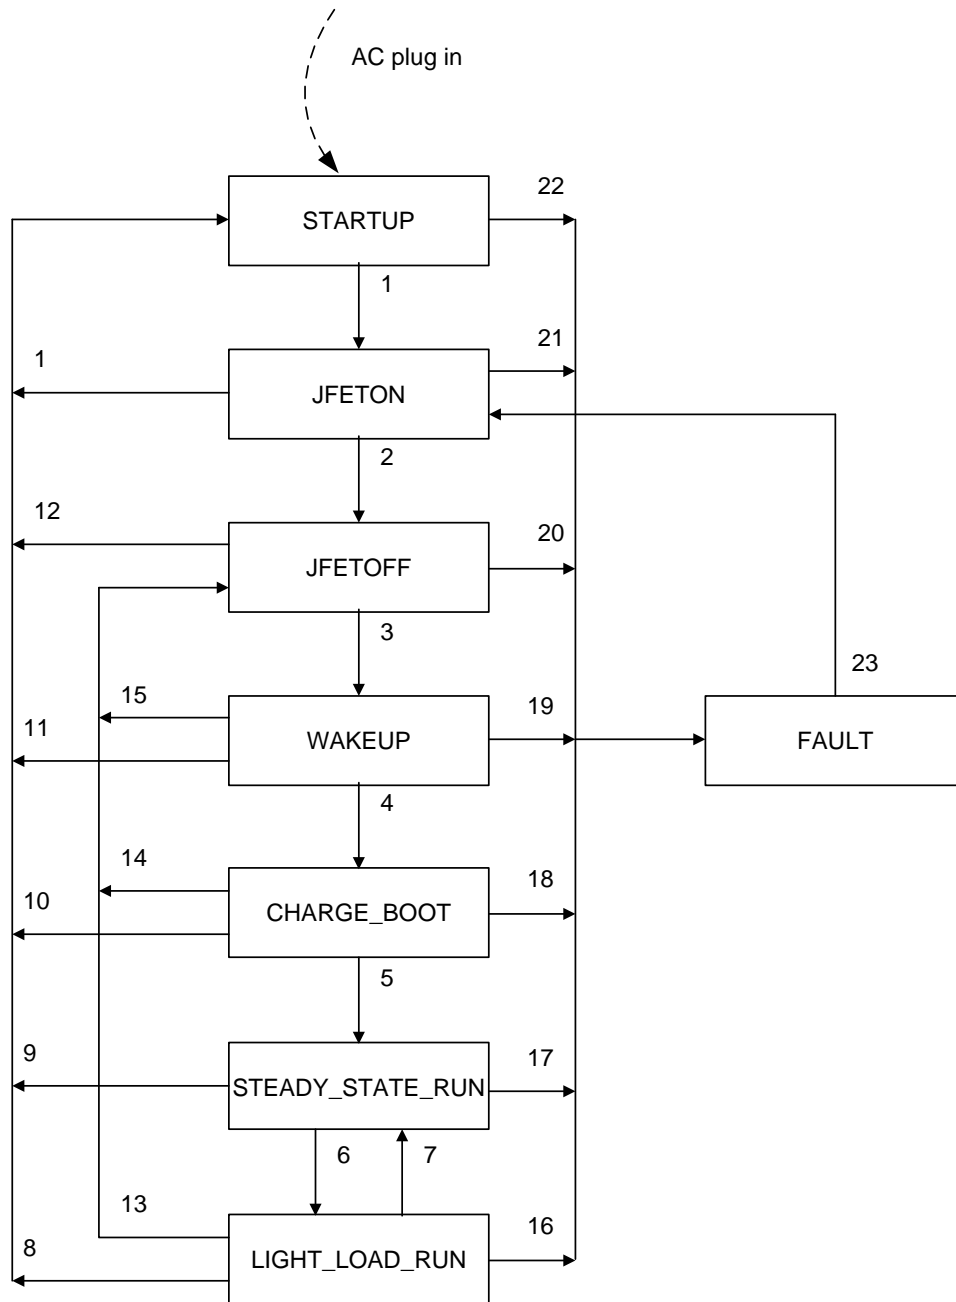 AC plug in
22
STARTUP
1
21
1
JFETON
2
12
20
JFETOFF
3
23
15
19
11
WAKEUP
FAULT
4
14
18
10
CHARGE_BOOT
5
9
17
STEADY_STATE_RUN
6
7
13
16
8
LIGHT_LOAD_RUN